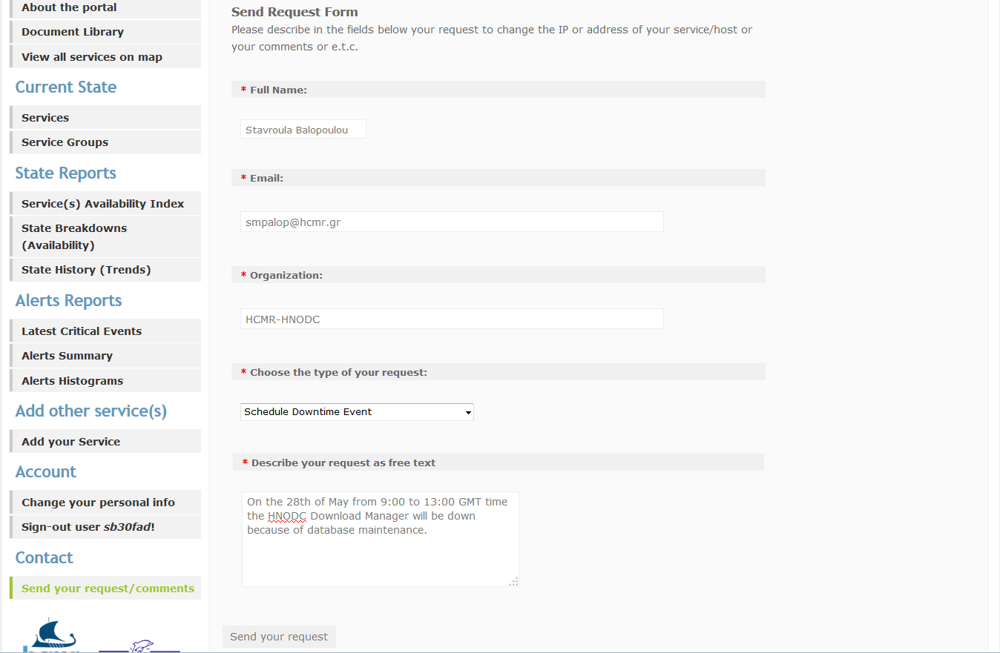 About the portal
Document Library
View all services on map
Current State
Services
Service Groups
State Reports
Service(s) Availability Index
State Breakdowns
(Availability)
State History (Trends)
Alerts Reports
Latest Critical Events
Alerts Summary
Alerts Histograms
Add other service(s)
Add your Service
Account
Change your personal info
Sign-out user sb30fad!
Contact
Send your request/comments
Send Request Form
Please describe in the fields below your request to change the IP or address of your service/host or
your comments or e.t.c.
* Full Name:
Stavroula Balopoulou
* Email:
smpalop@hcmr.gr
* Organization:
HCMR-HNODC
* Choose the type of your request:
Schedule Downtime Event
* Describe your request as free text
On the 28th of May from 9:00 to 13:00 GMT time
the HNODC Download Manager will be down
because of database maintenance.
Send your request